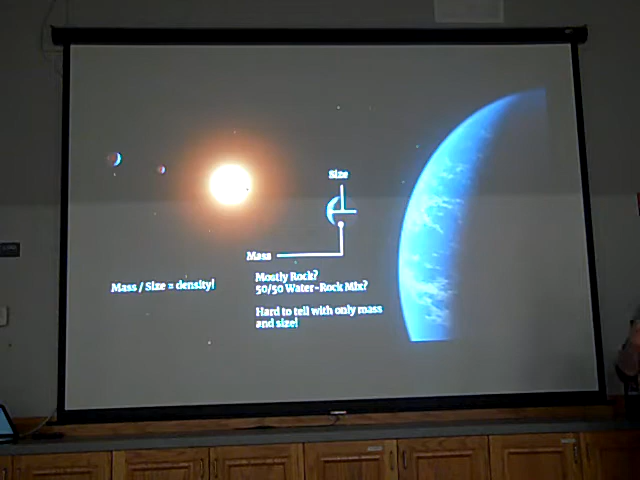 Size
Mass
Mass / Size = density!
Mostly Rock?
50/50 Water-Rock Mix?
Hard to tell with only mass
and size!